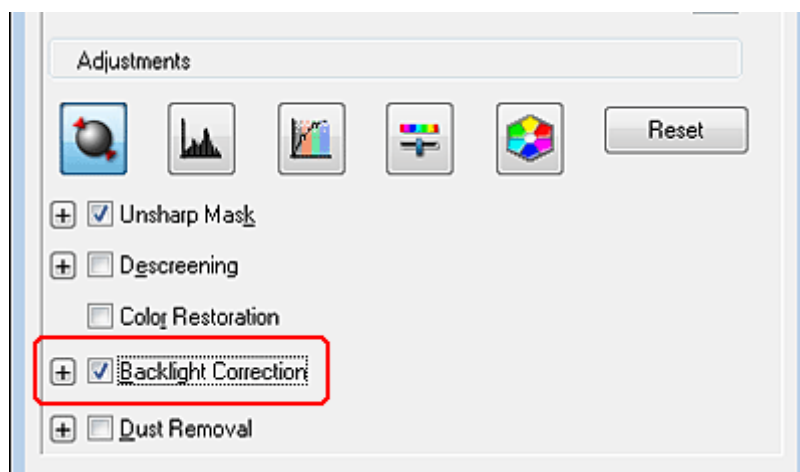 Adjustments
Reset
Unsharp Mask
Descreening
Color Restoration
Backlight Correction
Dust Removal